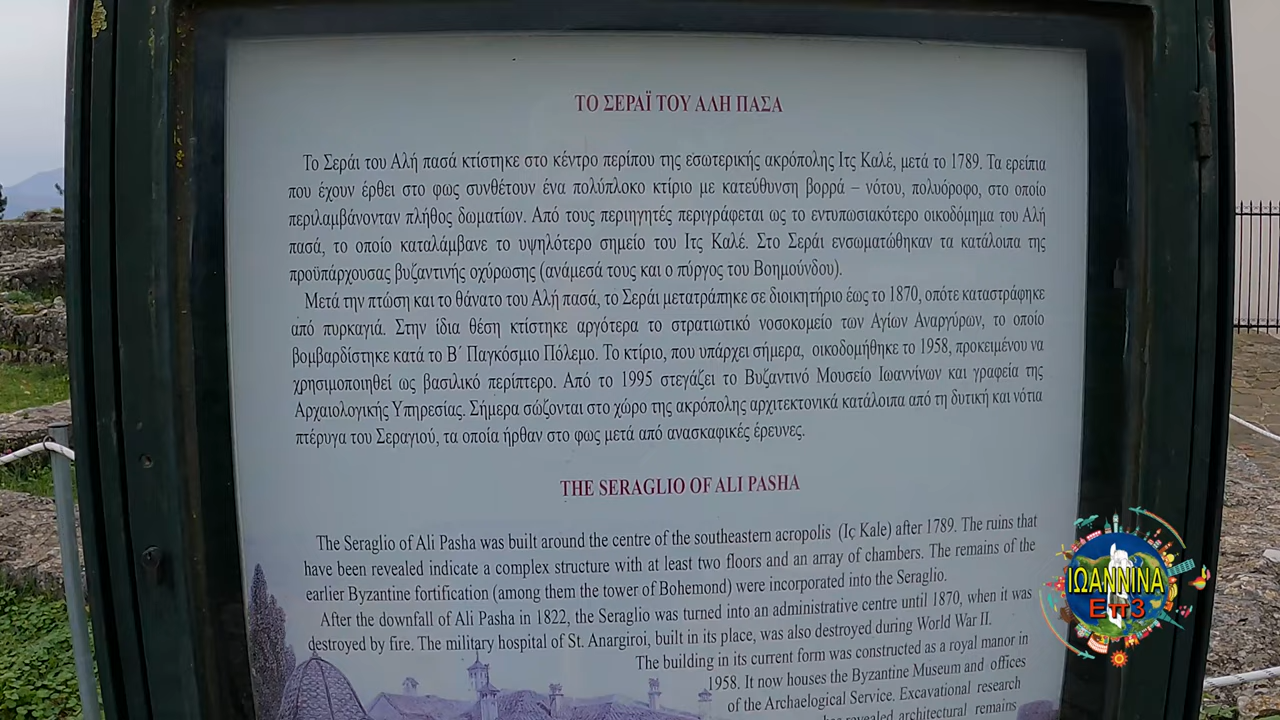 ΤΟ ΣΕΡΑΪ ΤΟΥ ΑΛΗ ΠΑΣΑ
Το Σεράι του Αλή πασά κτίστηκε στο κέντρο περίπου της εσωτερικής ακρόπολης Ιτς Καλέ, μετά το 1789. Τα ερείπια
που έχουν έρθει στο φως συνθέτουν ένα πολύπλοκο κτίριο με κατεύθυνση βορρά – νότου, πολυόροφο, στο οποίο
περιλαμβάνονταν πλήθος δωματίων. Από τους περιηγητές περιγράφεται ως το εντυπωσιακότερο οικοδόμημα του Αλή
πασά, το οποίο καταλάμβανε το υψηλότερο σημείο του Ιτς Καλέ. Στο Σεράι ενσωματώθηκαν τα κατάλοιπα της
προϋπάρχουσας βυζαντινής οχύρωσης (ανάμεσά τους και ο πύργος του Βοημούνδου).
Μετά την πτώση και το θάνατο του Αλή πασά, το Σεράι μετατράπηκε σε διοικητήριο έως το 1870, οπότε καταστράφηκε
από πυρκαγιά. Στην ίδια θέση κτίστηκε αργότερα το στρατιωτικό νοσοκομείο των Αγίων Αναργύρων, το οποίο
βομβαρδίστηκε κατά το Β΄ Παγκόσμιο Πόλεμο. Το κτίριο, που υπάρχει σήμερα, οικοδομήθηκε το 1958, προκειμένου να
χρησιμοποιηθεί ως βασιλικό περίπτερο. Από το 1995 στεγάζει το Βυζαντινό Μουσείο Ιωαννίνων και γραφεία της
Αρχαιολογικής Υπηρεσίας. Σήμερα σώζονται στο χώρο της ακρόπολης αρχιτεκτονικά κατάλοιπα από τη δυτική και νότια
πτέρυγα του Σεραγιού, τα οποία ήρθαν στο φως μετά από ανασκαφικές έρευνες.
THE SERAGLIO OF ALI PASHA
The Seraglio of Ali Pasha was built around the centre of the southeastern acropolis (Iç Kale) after 1789. The ruins that
have been revealed indicate a complex structure with at least two floors and an array of chambers. The remains of the
earlier Byzantine fortification (among them the tower of Bohemond) were incorporated into the Seraglio.
After the downfall of Ali Pasha in 1822, the Seraglio was turned into an administrative centre until 1870, when it was
destroyed by fire. The military hospital of St. Anargiroi, built in its place, was also destroyed during World War II.
The building in its current form was constructed as a royal manor in
1958. It now houses the Byzantine Museum and offices
of the Archaelogical Service. Excavational research
revealed architectural remains
ΙΩΑΝΝΙΝΑ
Επ3